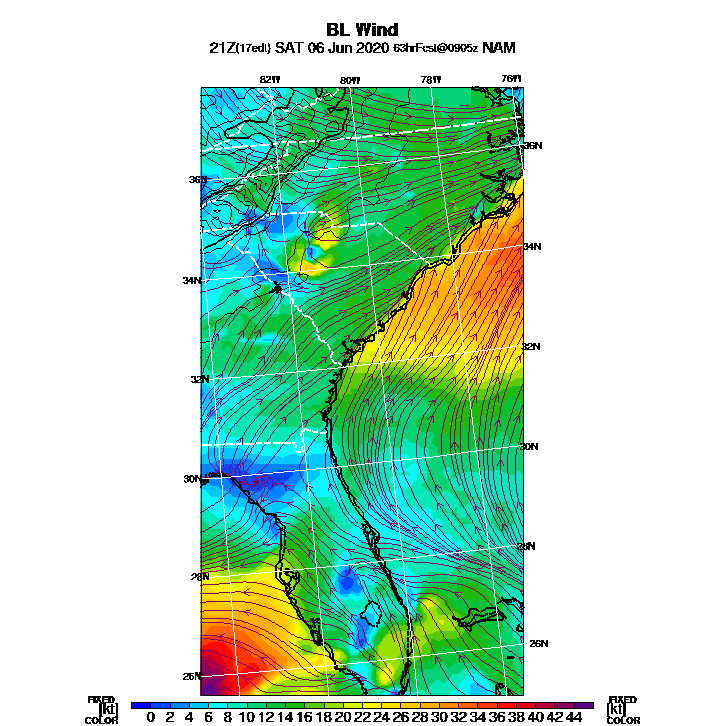 BL Wind
21Z(17edt) SAT 06 Jun 2020 63hrFcst@0905z NAM
82W 80W 78W 76W
36N
36N
34N
34N
32N
32N
30N
30N
28N
28N
26N
26N
FIXED FIXED
[kt] 0 2 4 6 8 10 12 14 16 18 20 22 24 26 28 30 32 34 36 38 40 42 44 [kt]
COLOR COLOR